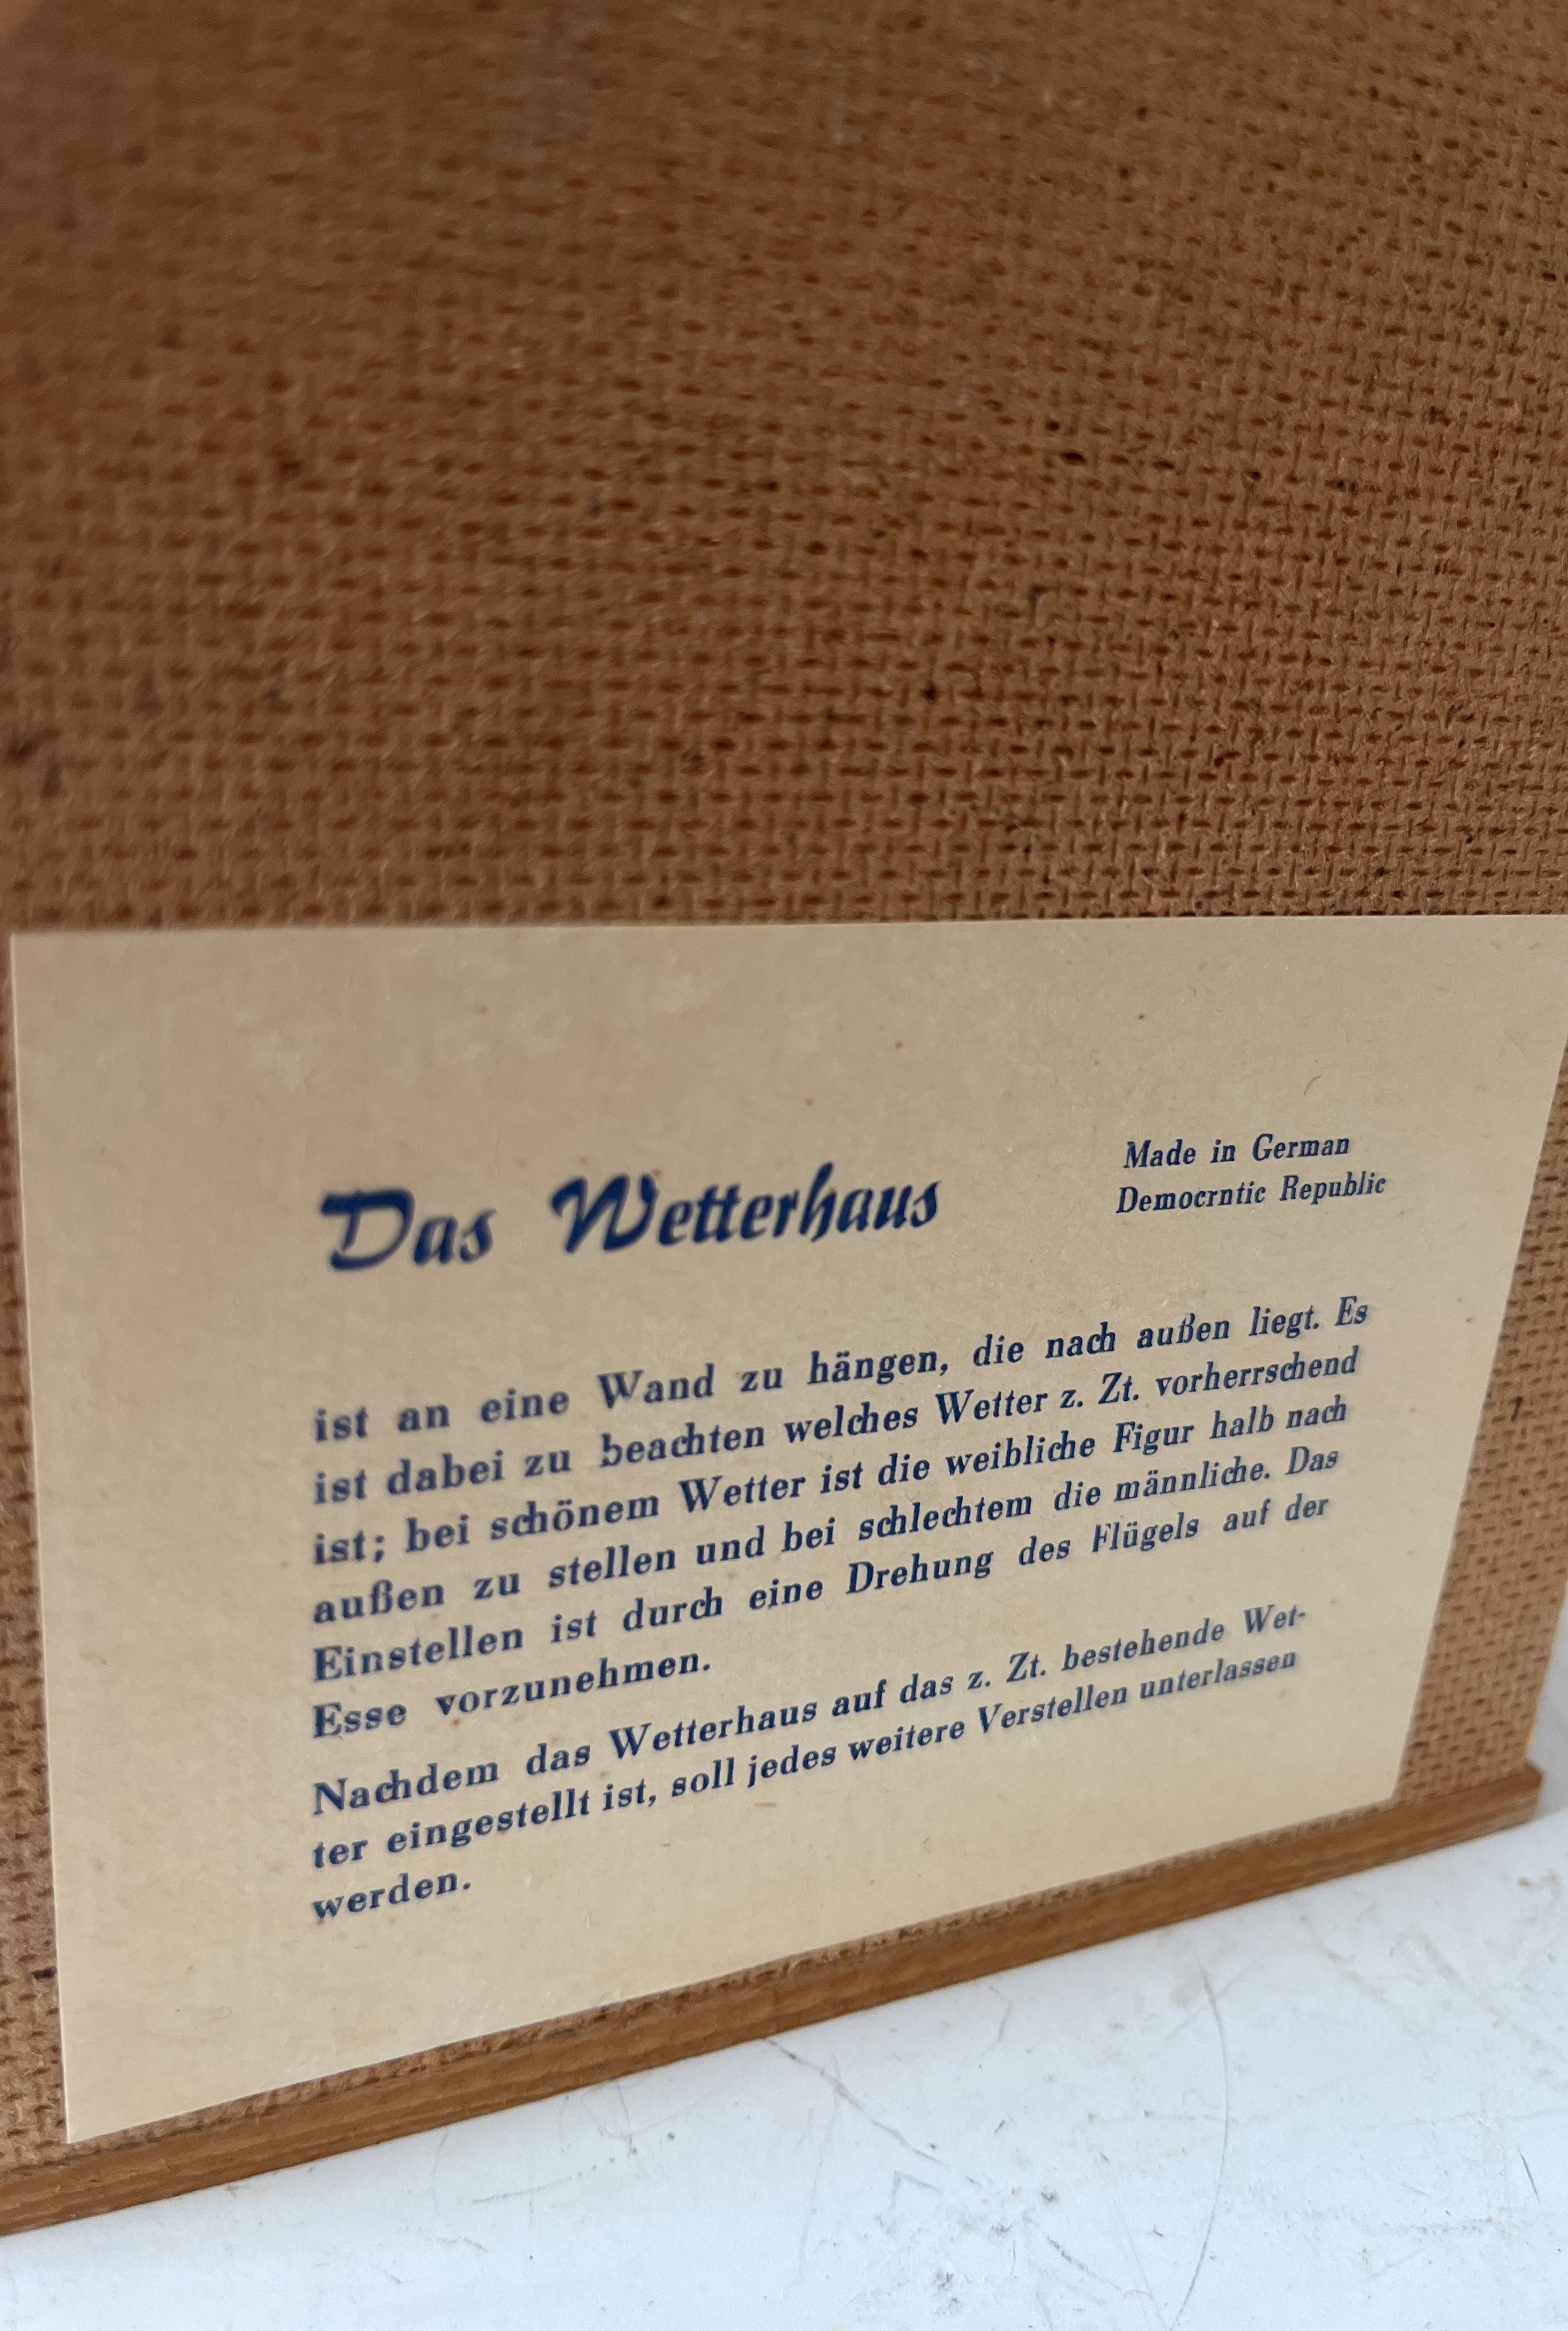 Das Wetterhaus
Made in German
Democrntic Republic
ist an eine Wand zu hängen, die nach außen liegt. Es
ist dabei zu beachten welches Wetter z. Zt. vorherrschend
ist; bei schönem Wetter ist die weibliche Figur halb nach
außen zu stellen und bei schlechtem die männliche. Das
Einstellen ist durch eine Drehung des Flügels auf der
Esse vorzunehmen.
Nachdem das Wetterhaus auf das z. Zt. bestehende Wet-
ter eingestellt ist, soll jedes weitere Verstellen unterlassen
werden.